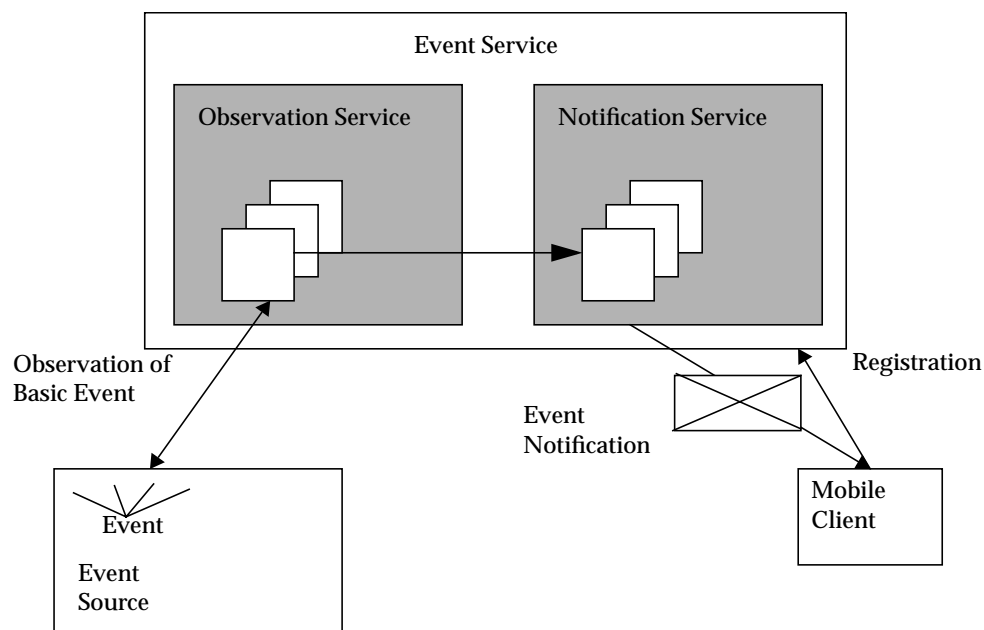 Event Service
Observation Service
Notification Service
Observation of
Basic Event
Registration
Event
Notification
Event
Event
Source
Mobile
Client